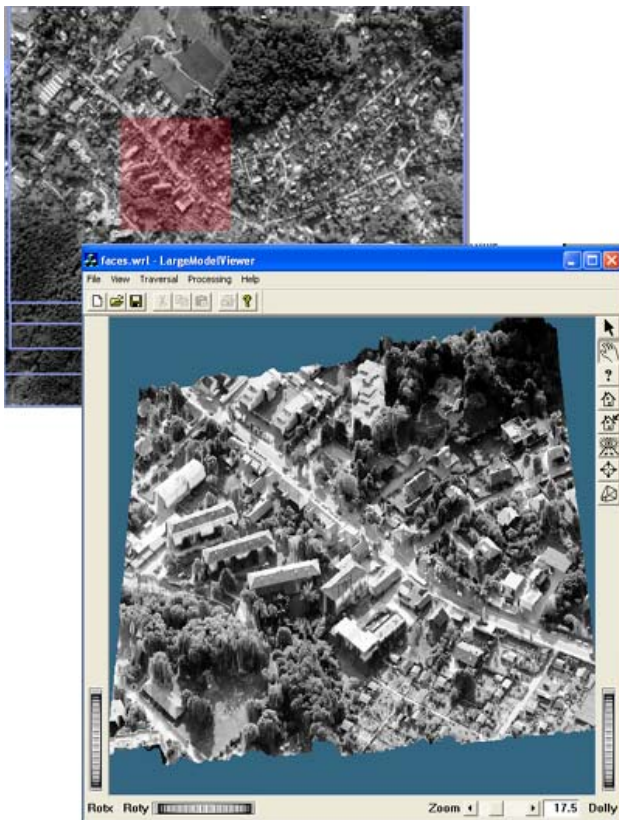 faces.wrl - LargeModelViewer
File View Traversal Processing Help
?
?
Rotx Roty Zoom 17.5 Dolly